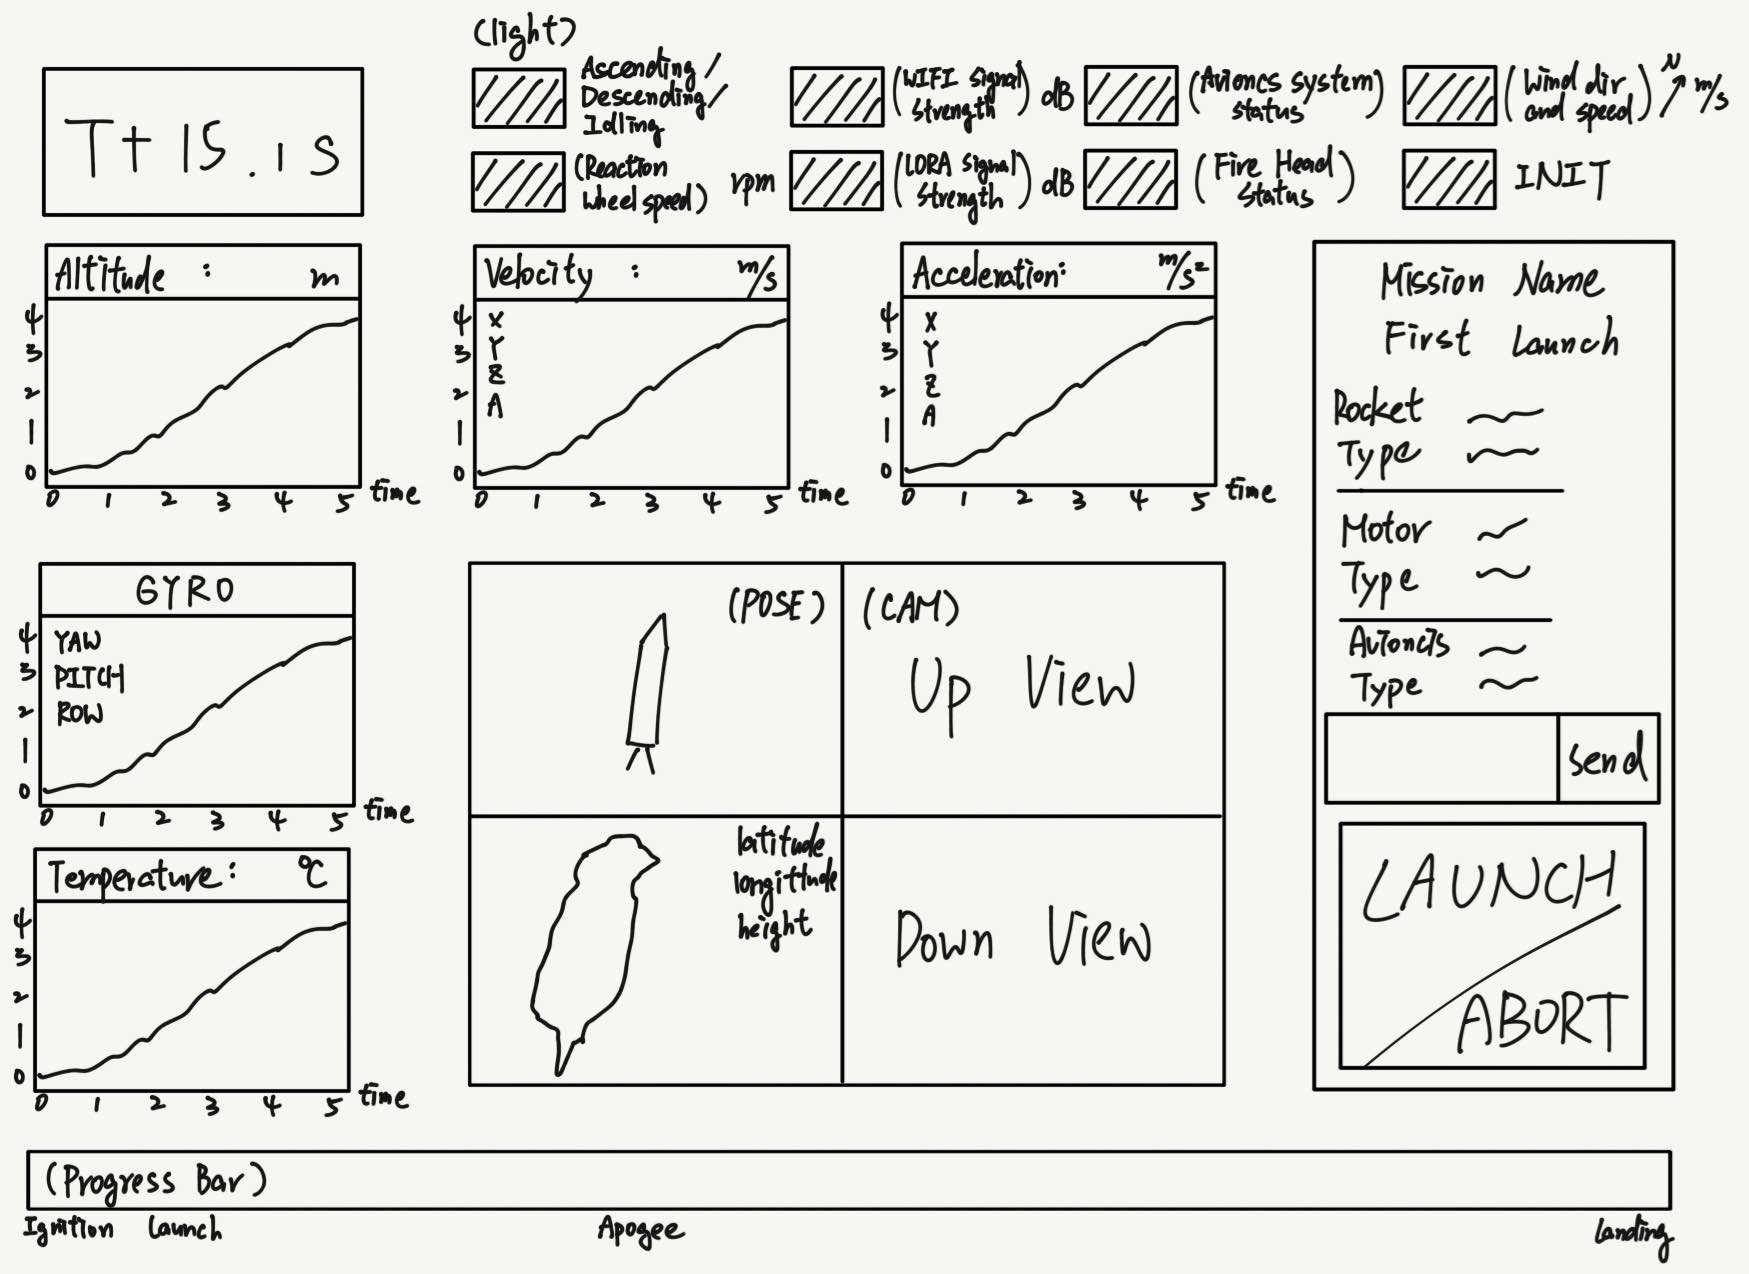 (light)
T+15.1s
Ascending/
Descending/
Idling
(WIFI signal
strength) dB
(Avioncs system
status)
(Wind dir
and speed) N m/s
(Reaction
wheel speed) rpm
(LORA signal
strength) dB
(Fire Head
status)
INIT
Altitude : m
4
3
2
1
0
0 1 2 3 4 5 time
Velocity : m/s
X
Y
Z
A
4
3
2
1
0
0 1 2 3 4 5 time
Acceleration: m/s²
X
Y
Z
A
4
3
2
1
0
0 1 2 3 4 5 time
Mission Name
First Launch
Rocket
Type
Motor
Type
Avioncis
Type
send
LAUNCH
ABORT
GYRO
YAW
PITCH
ROW
4
3
2
1
0
0 1 2 3 4 5 time
(POSE)
(CAM)
Up View
latitude
longittude
height
Down View
Temperature: °C
4
3
2
1
0
0 1 2 3 4 5 time
(Progress Bar)
Ignition Launch Apogee Landing